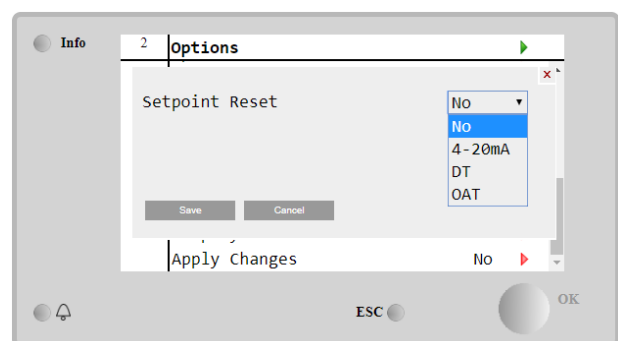 Info
2 Options
x
Setpoint Reset No
No
4-20mA
DT
OAT
Save Cancel
Apply Changes No
ESC
OK